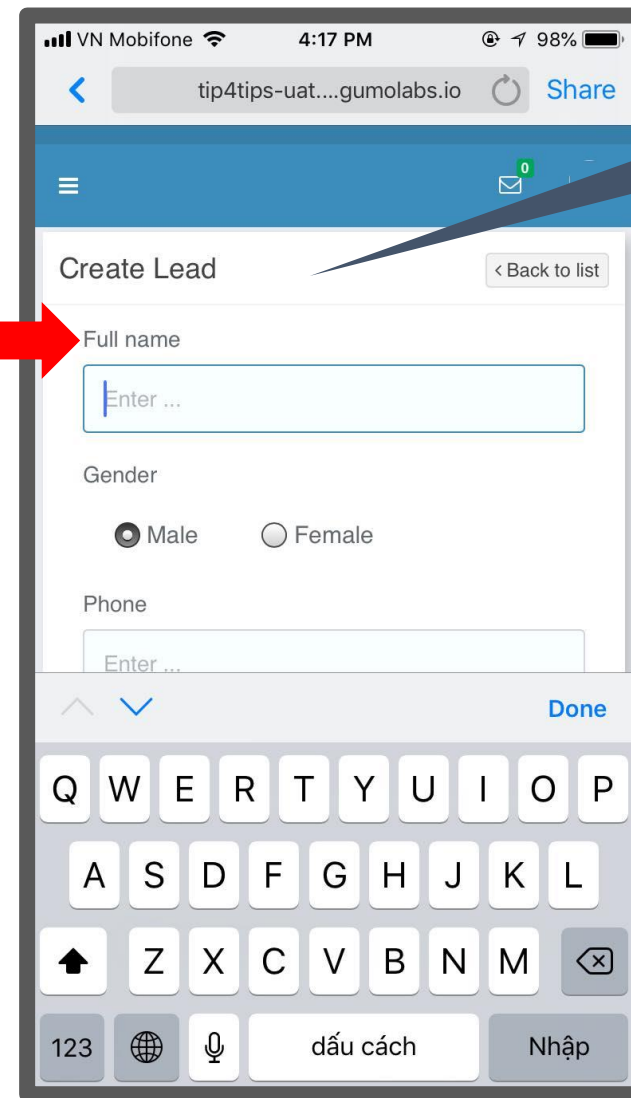 VN Mobifone 4:17 PM 98%
tip4tips-uat....gumolabs.io Share
0
Create Lead < Back to list
Full name
Enter ...
Gender
Male Female
Phone
Enter ...
Done
Q W E R T Y U I O P
A S D F G H J K L
Z X C V B N M
123 dấu cách Nhập